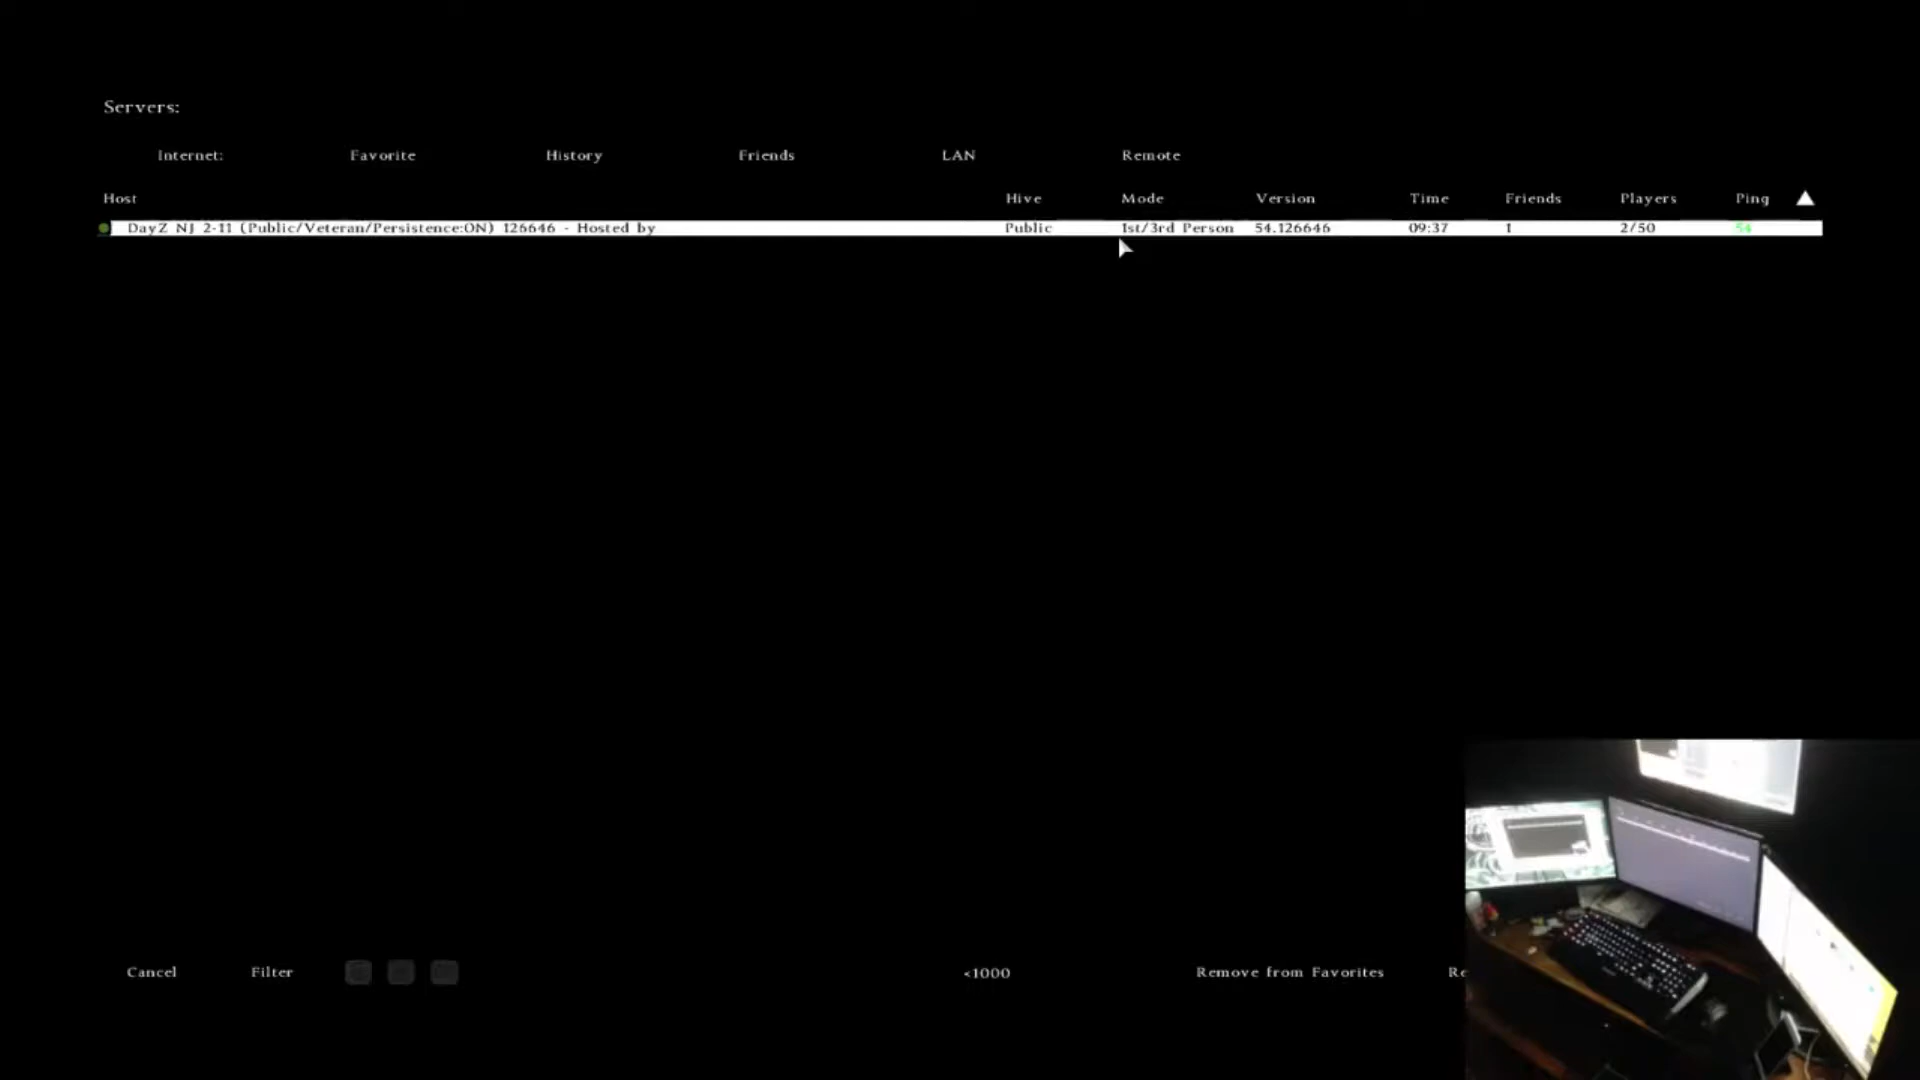 Servers:
Internet: Favorite History Friends LAN Remote
Host Hive Mode Version Time Friends Players Ping
DayZ NJ 2-11 (Public/Veteran/Persistence:ON) 126646 - Hosted by Public 1st/3rd Person 54.126646 09:37 1 2/50 54
Cancel Filter <1000 Remove from Favorites Re